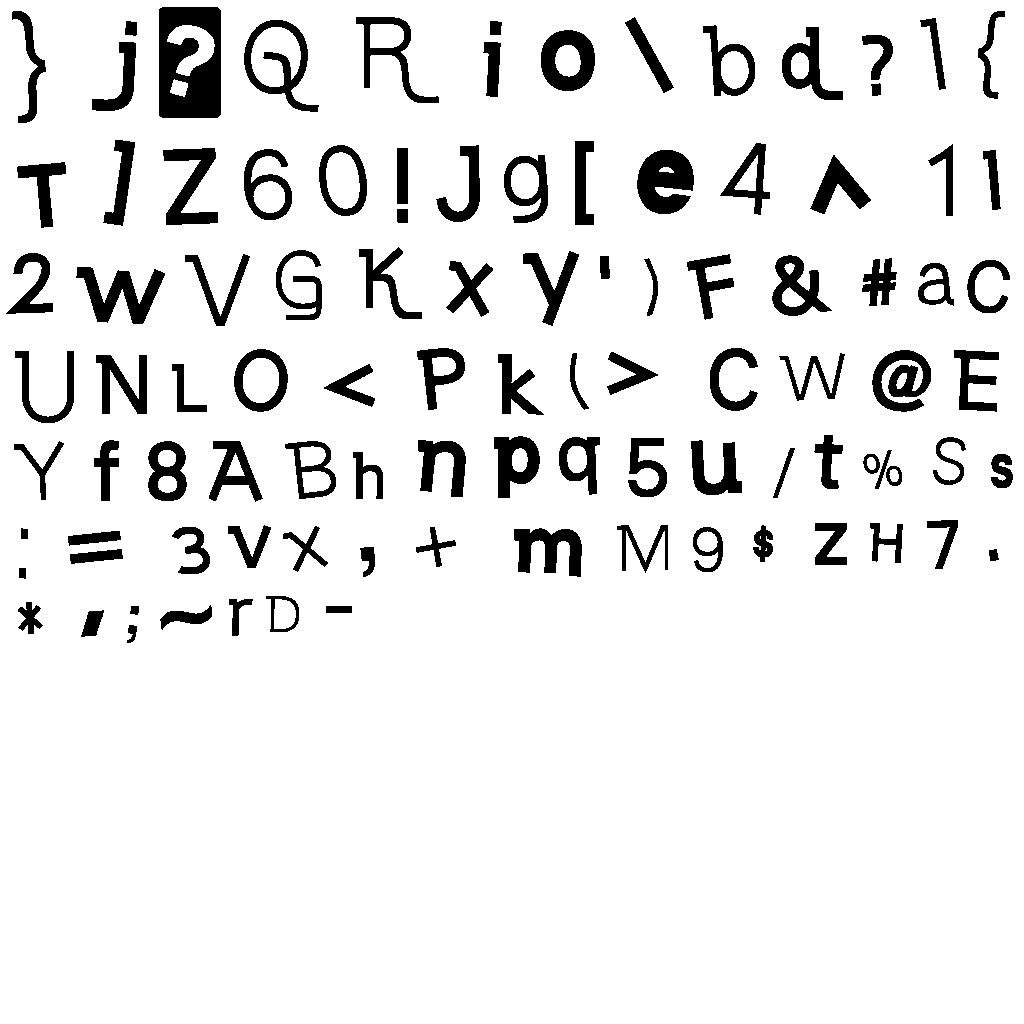 } j ? Q R i o \ b d ? l {
T ] Z 6 0 ! J g [ e 4 ^ 1 l
2 w V G K x y ' ) F & # a C
U N L O < P k ( > C W @ E
Y f 8 A B h n p q 5 u / t % S s
: = 3 v x , + m M 9 $ z H 7 .
* ; ~ r D -